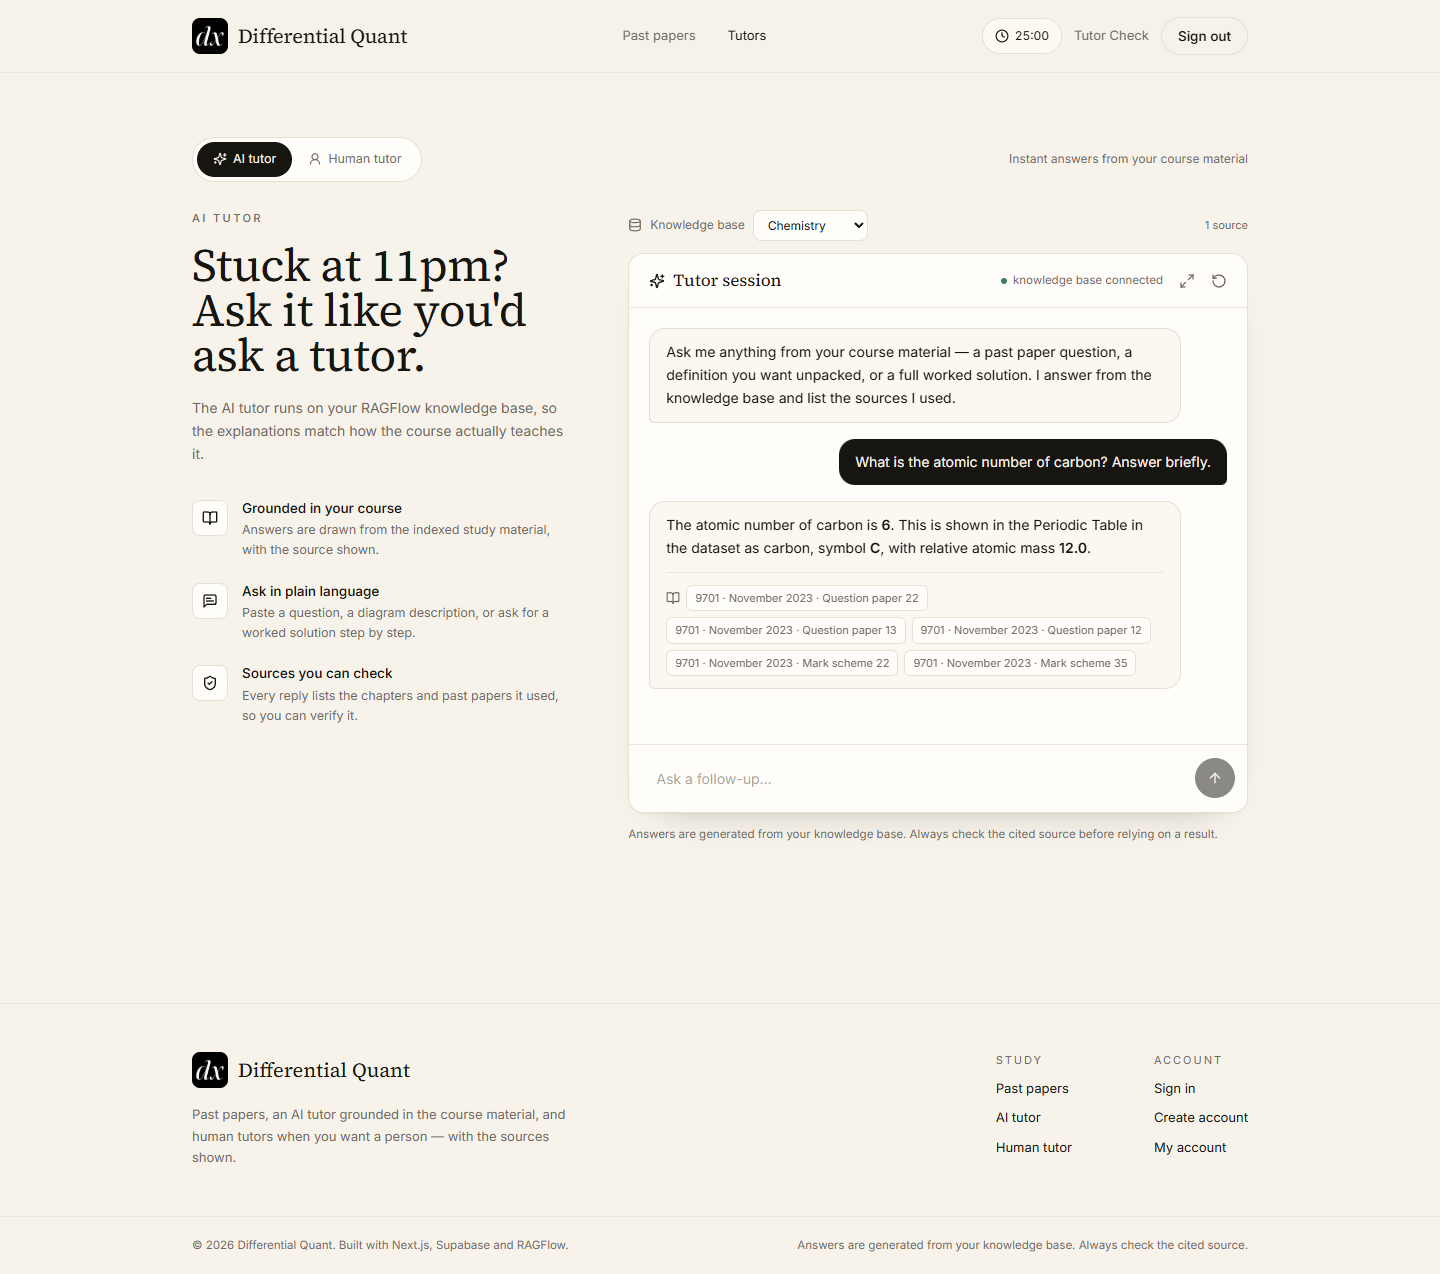 dx Differential Quant
Past papers
Tutors
25:00
Tutor Check
Sign out
AI tutor
Human tutor
Instant answers from your course material
AI TUTOR
Stuck at 11pm?
Ask it like you'd
ask a tutor.
The AI tutor runs on your RAGFlow knowledge base, so
the explanations match how the course actually teaches
it.
Grounded in your course
Answers are drawn from the indexed study material,
with the source shown.
Ask in plain language
Paste a question, a diagram description, or ask for a
worked solution step by step.
Sources you can check
Every reply lists the chapters and past papers it used,
so you can verify it.
Knowledge base
Chemistry
1 source
Tutor session
knowledge base connected
Ask me anything from your course material — a past paper question, a
definition you want unpacked, or a full worked solution. I answer from the
knowledge base and list the sources I used.
What is the atomic number of carbon? Answer briefly.
The atomic number of carbon is 6. This is shown in the Periodic Table in
the dataset as carbon, symbol C, with relative atomic mass 12.0.
9701 · November 2023 · Question paper 22
9701 · November 2023 · Question paper 13
9701 · November 2023 · Question paper 12
9701 · November 2023 · Mark scheme 22
9701 · November 2023 · Mark scheme 35
Ask a follow-up...
Answers are generated from your knowledge base. Always check the cited source before relying on a result.
dx Differential Quant
Past papers, an AI tutor grounded in the course material, and
human tutors when you want a person — with the sources
shown.
STUDY
Past papers
AI tutor
Human tutor
ACCOUNT
Sign in
Create account
My account
© 2026 Differential Quant. Built with Next.js, Supabase and RAGFlow.
Answers are generated from your knowledge base. Always check the cited source.